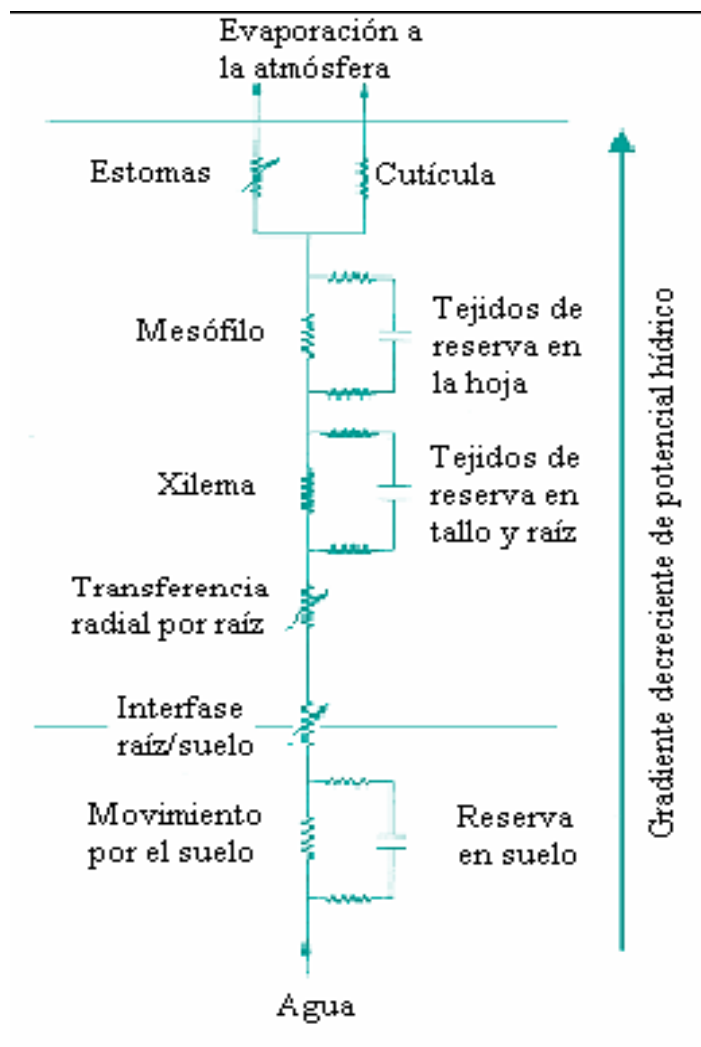 Evaporación a
la atmósfera
Estomas
Cutícula
Mesófilo
Tejidos de
reserva en
la hoja
Xilema
Tejidos de
reserva en
tallo y raíz
Transferencia
radial por raíz
Interfase
raíz/suelo
Movimiento
por el suelo
Reserva
en suelo
Agua
Gradiente decreciente de potencial hídrico